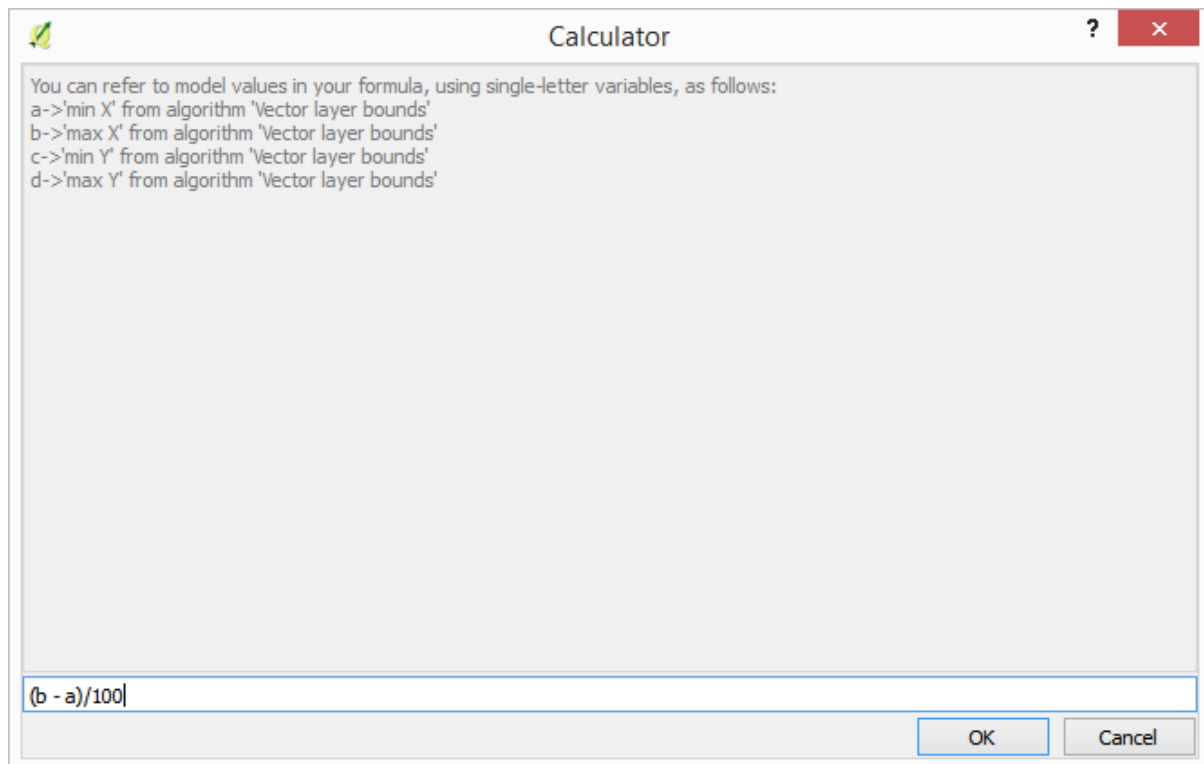 Calculator
?
You can refer to model values in your formula, using single-letter variables, as follows:
a->'min X' from algorithm 'Vector layer bounds'
b->'max X' from algorithm 'Vector layer bounds'
c->'min Y' from algorithm 'Vector layer bounds'
d->'max Y' from algorithm 'Vector layer bounds'
(b - a)/100
OK
Cancel